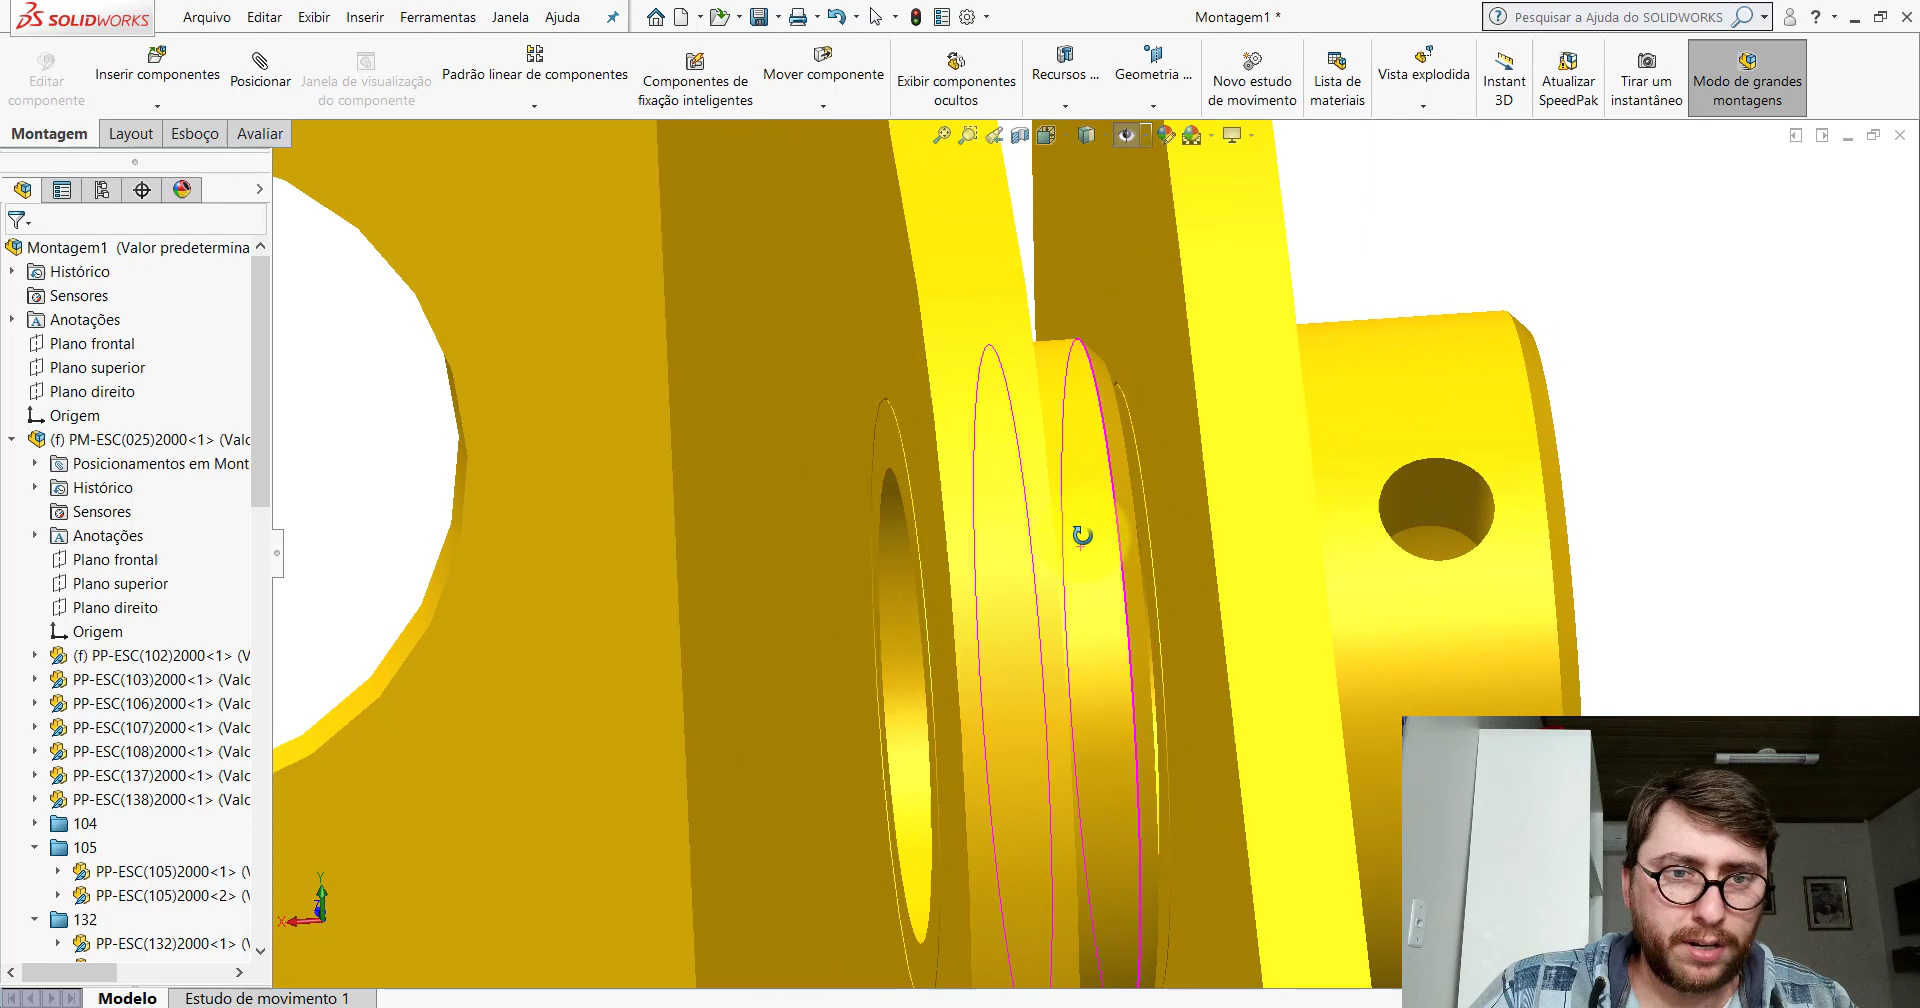 SOLIDWORKS
Arquivo Editar Exibir Inserir Ferramentas Janela Ajuda
Montagem1 *
Pesquisar a Ajuda do SOLIDWORKS
Editar componente
Inserir componentes
Posicionar
Janela de visualização do componente
Padrão linear de componentes
Componentes de fixação inteligentes
Mover componente
Exibir componentes ocultos
Recursos ...
Geometria ...
Novo estudo de movimento
Lista de materiais
Vista explodida
Instant 3D
Atualizar SpeedPak
Tirar um instantâneo
Modo de grandes montagens
Montagem Layout Esboço Avaliar
Montagem1 (Valor predetermina
Histórico
Sensores
Anotações
Plano frontal
Plano superior
Plano direito
Origem
(f) PM-ESC(025)2000<1> (Valc
Posicionamentos em Mont
Histórico
Sensores
Anotações
Plano frontal
Plano superior
Plano direito
Origem
(f) PP-ESC(102)2000<1> (V
PP-ESC(103)2000<1> (Valc
PP-ESC(106)2000<1> (Valc
PP-ESC(107)2000<1> (Valc
PP-ESC(108)2000<1> (Valc
PP-ESC(137)2000<1> (Valc
PP-ESC(138)2000<1> (Valc
104
105
PP-ESC(105)2000<1> (V
PP-ESC(105)2000<2> (V
132
PP-ESC(132)2000<1> (V
Y
X
Z
Modelo Estudo de movimento 1